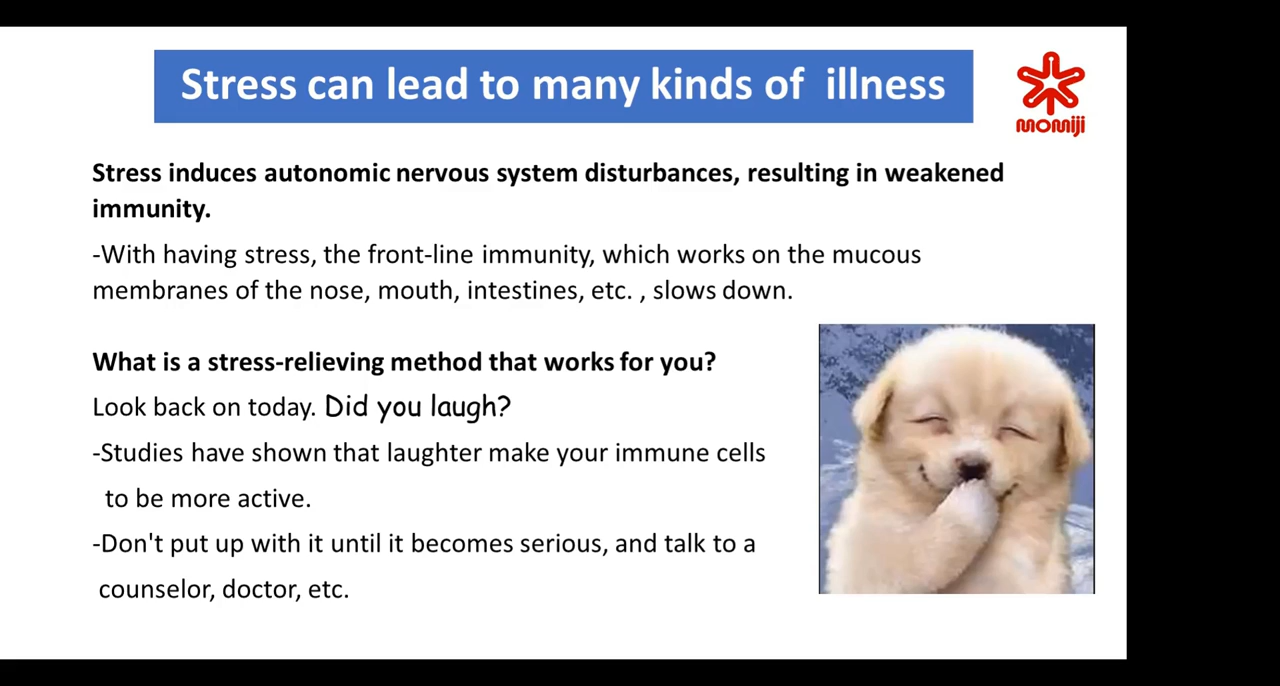 Stress can lead to many kinds of illness
momiji
Stress induces autonomic nervous system disturbances, resulting in weakened
immunity.
-With having stress, the front-line immunity, which works on the mucous
membranes of the nose, mouth, intestines, etc. , slows down.
What is a stress-relieving method that works for you?
Look back on today. Did you laugh?
-Studies have shown that laughter make your immune cells
to be more active.
-Don't put up with it until it becomes serious, and talk to a
counselor, doctor, etc.